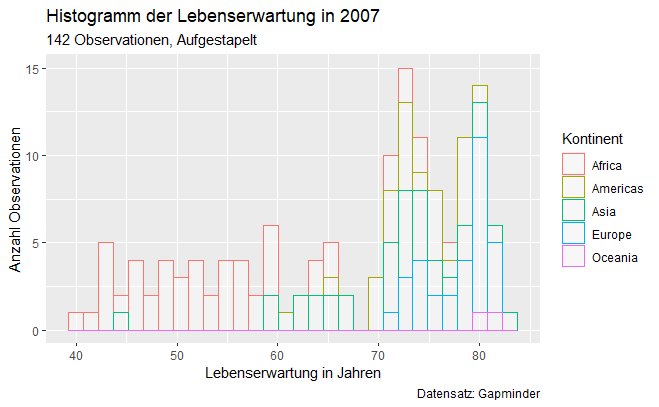 Histogramm der Lebenserwartung in 2007
142 Observationen, Aufgestapelt
Anzahl Observationen
15
10
5
0
40 50 60 70 80
Lebenserwartung in Jahren
Kontinent
Africa
Americas
Asia
Europe
Oceania
Datensatz: Gapminder